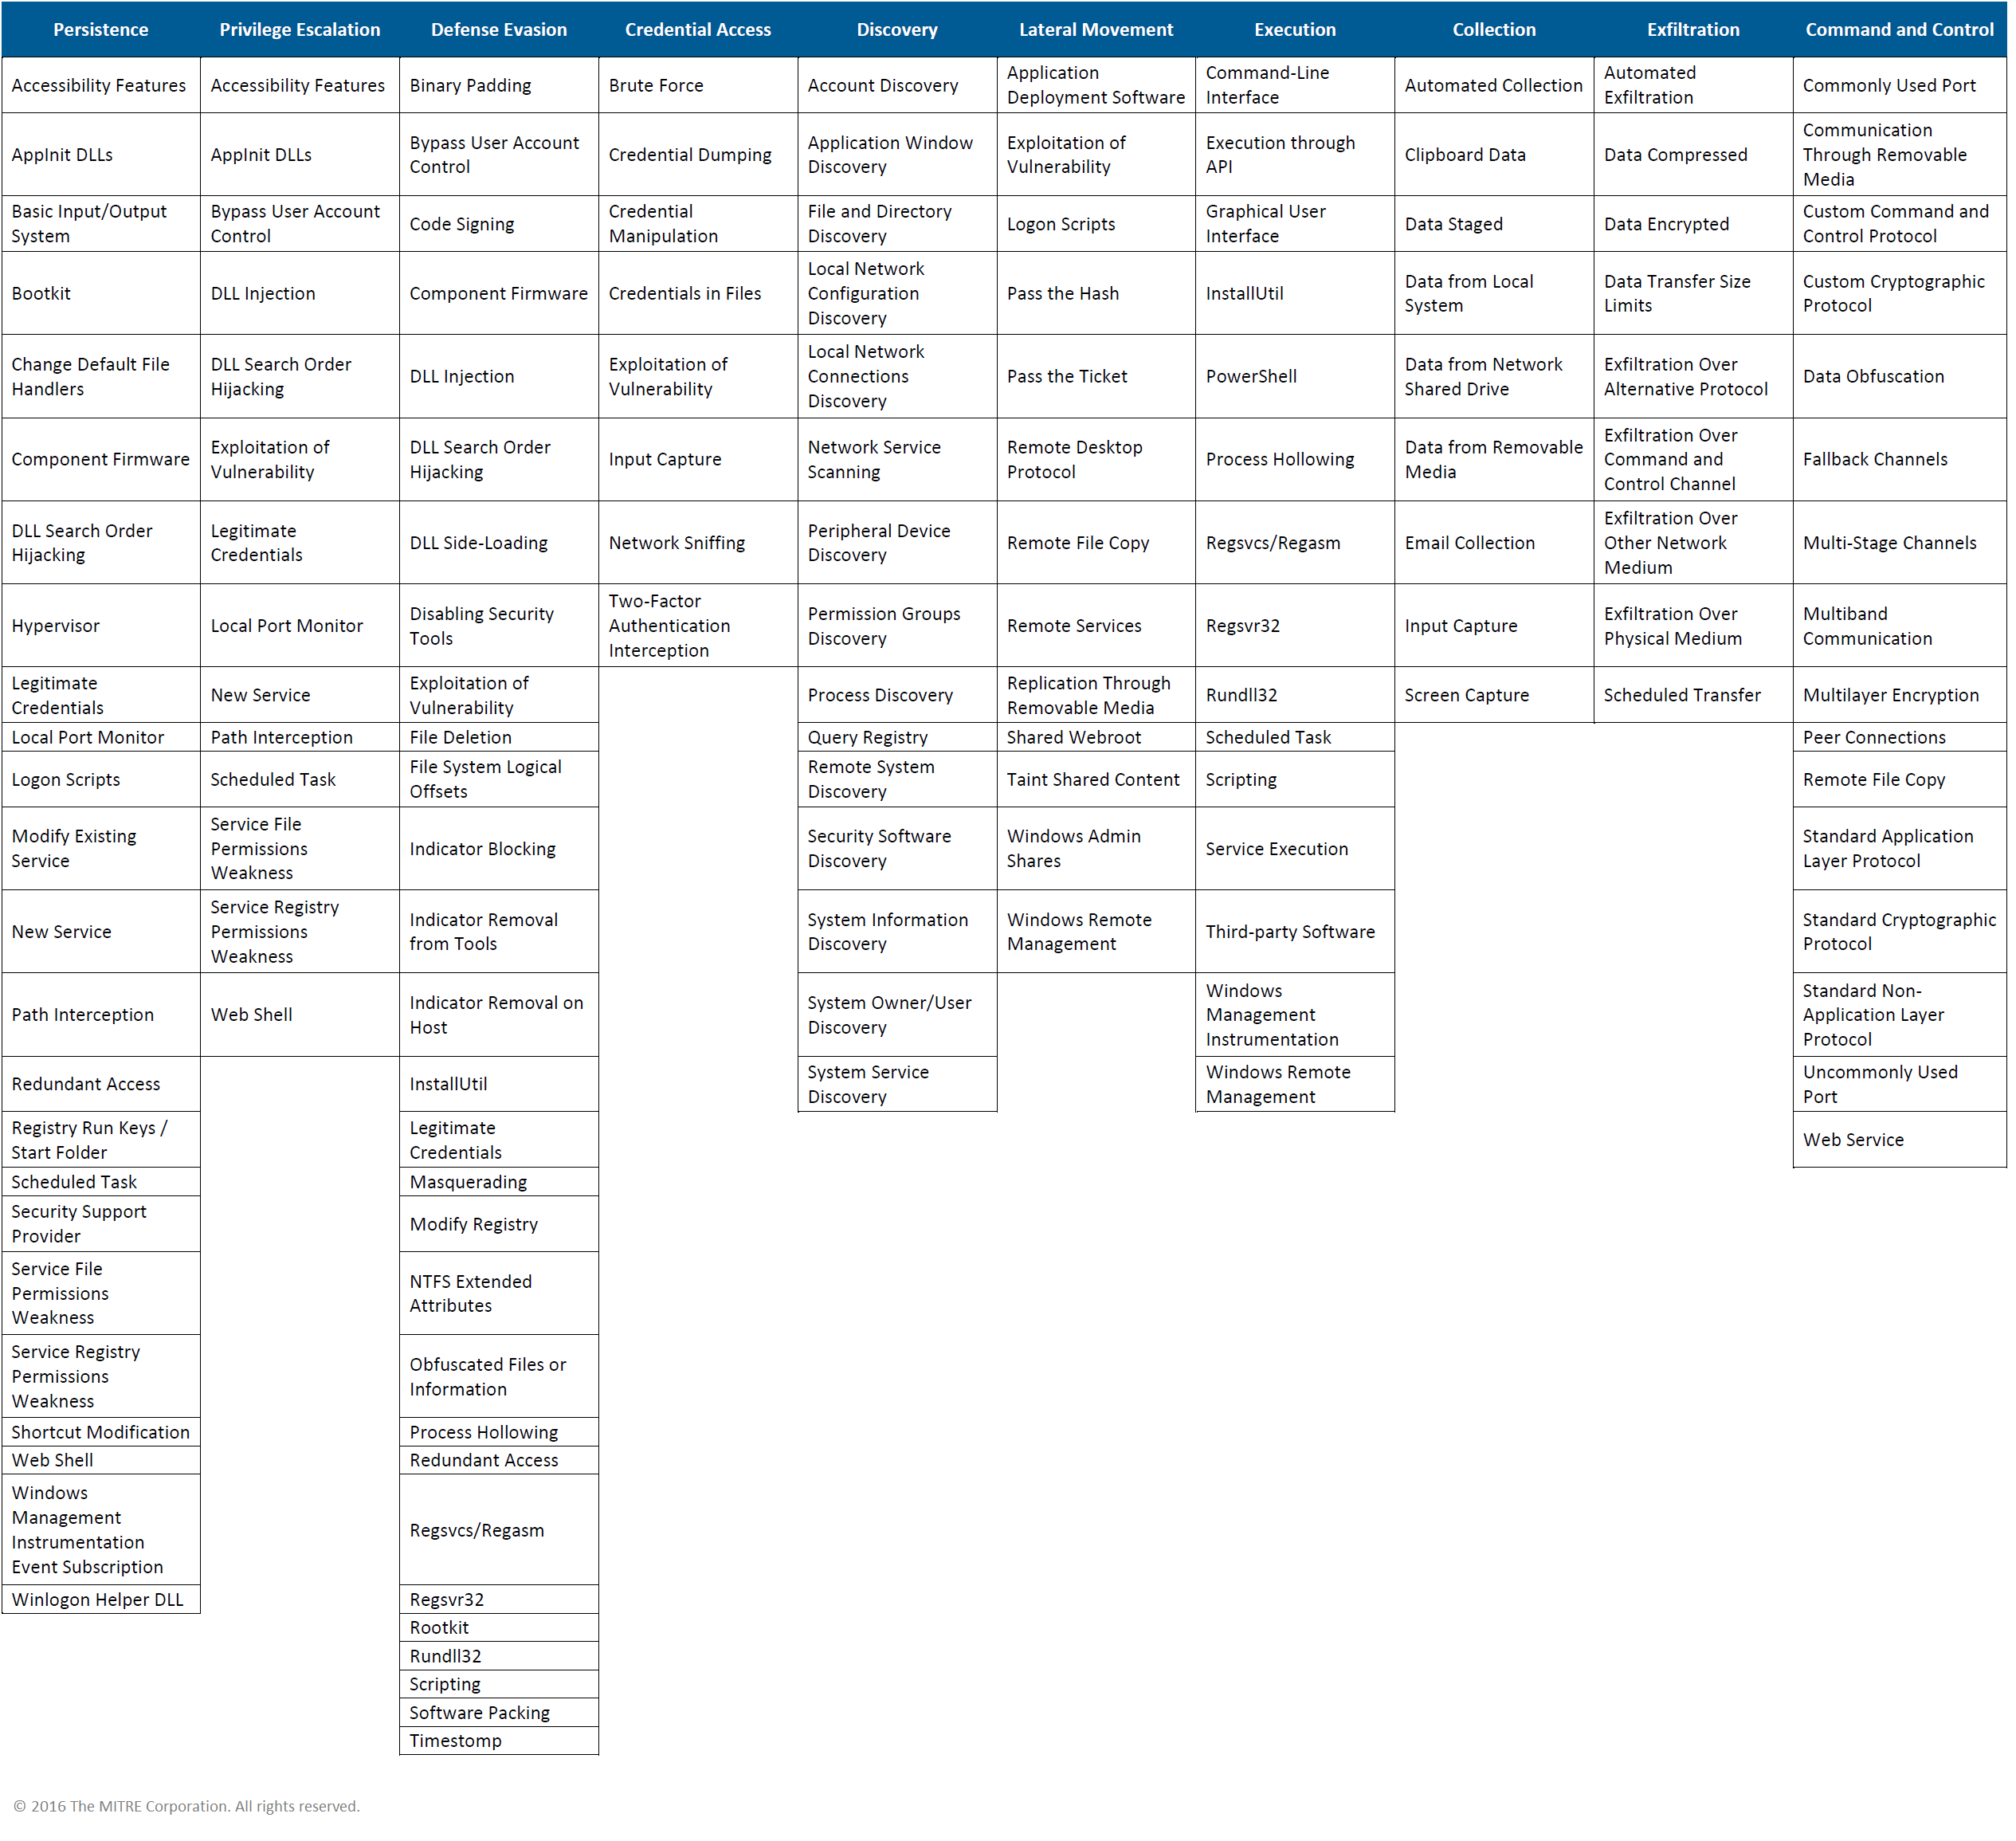 Persistence
Privilege Escalation
Defense Evasion
Credential Access
Discovery
Lateral Movement
Execution
Collection
Exfiltration
Command and Control
Accessibility Features
Accessibility Features
Binary Padding
Brute Force
Account Discovery
Application
Deployment Software
Command-Line
Interface
Automated Collection
Automated
Exfiltration
Commonly Used Port
AppInit DLLs
AppInit DLLs
Bypass User Account
Control
Credential Dumping
Application Window
Discovery
Exploitation of
Vulnerability
Execution through
API
Clipboard Data
Data Compressed
Communication
Through Removable
Media
Basic Input/Output
System
Bypass User Account
Control
Code Signing
Credential
Manipulation
File and Directory
Discovery
Logon Scripts
Graphical User
Interface
Data Staged
Data Encrypted
Custom Command and
Control Protocol
Bootkit
DLL Injection
Component Firmware
Credentials in Files
Local Network
Configuration
Discovery
Pass the Hash
InstallUtil
Data from Local
System
Data Transfer Size
Limits
Custom Cryptographic
Protocol
Change Default File
Handlers
DLL Search Order
Hijacking
DLL Injection
Exploitation of
Vulnerability
Local Network
Connections
Discovery
Pass the Ticket
PowerShell
Data from Network
Shared Drive
Exfiltration Over
Alternative Protocol
Data Obfuscation
Component Firmware
Exploitation of
Vulnerability
DLL Search Order
Hijacking
Input Capture
Network Service
Scanning
Remote Desktop
Protocol
Process Hollowing
Data from Removable
Media
Exfiltration Over
Command and
Control Channel
Fallback Channels
DLL Search Order
Hijacking
Legitimate
Credentials
DLL Side-Loading
Network Sniffing
Peripheral Device
Discovery
Remote File Copy
Regsvcs/Regasm
Email Collection
Exfiltration Over
Other Network
Medium
Multi-Stage Channels
Hypervisor
Local Port Monitor
Disabling Security
Tools
Two-Factor
Authentication
Interception
Permission Groups
Discovery
Remote Services
Regsvr32
Input Capture
Exfiltration Over
Physical Medium
Multiband
Communication
Legitimate
Credentials
New Service
Exploitation of
Vulnerability
Process Discovery
Replication Through
Removable Media
Rundll32
Screen Capture
Scheduled Transfer
Multilayer Encryption
Local Port Monitor
Path Interception
File Deletion
Query Registry
Shared Webroot
Scheduled Task
Peer Connections
Logon Scripts
Scheduled Task
File System Logical
Offsets
Remote System
Discovery
Taint Shared Content
Scripting
Remote File Copy
Modify Existing
Service
Service File
Permissions
Weakness
Indicator Blocking
Security Software
Discovery
Windows Admin
Shares
Service Execution
Standard Application
Layer Protocol
New Service
Service Registry
Permissions
Weakness
Indicator Removal
from Tools
System Information
Discovery
Windows Remote
Management
Third-party Software
Standard Cryptographic
Protocol
Path Interception
Web Shell
Indicator Removal on
Host
System Owner/User
Discovery
Windows
Management
Instrumentation
Standard Non-
Application Layer
Protocol
Redundant Access
InstallUtil
System Service
Discovery
Windows Remote
Management
Uncommonly Used
Port
Registry Run Keys /
Start Folder
Legitimate
Credentials
Web Service
Scheduled Task
Masquerading
Security Support
Provider
Modify Registry
Service File
Permissions
Weakness
NTFS Extended
Attributes
Service Registry
Permissions
Weakness
Obfuscated Files or
Information
Shortcut Modification
Process Hollowing
Web Shell
Redundant Access
Windows
Management
Instrumentation
Event Subscription
Regsvcs/Regasm
Winlogon Helper DLL
Regsvr32
Rootkit
Rundll32
Scripting
Software Packing
Timestomp
© 2016 The MITRE Corporation. All rights reserved.